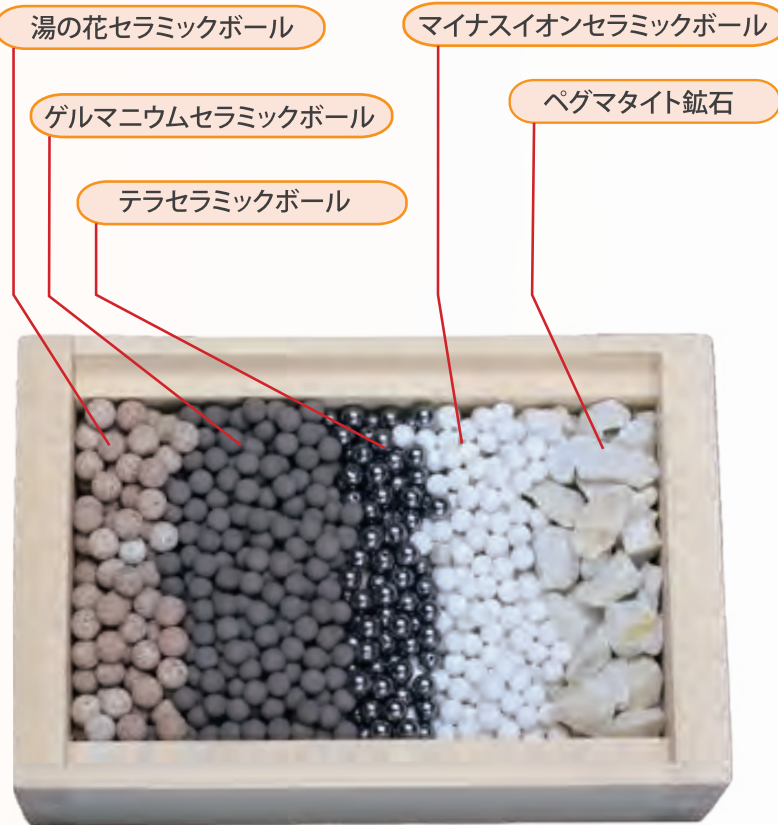 湯の花セラミックボール
マイナスイオンセラミックボール
ゲルマニウムセラミックボール
ペグマタイト鉱石
テラセラミックボール